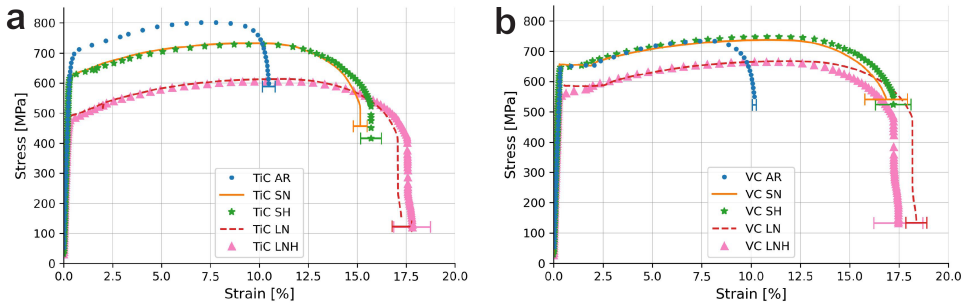 a
800
700
600
500
400
300
200
100
0
Stress [MPa]
TiC AR
TiC SN
TiC SH
TiC LN
TiC LNH
0.0 2.5 5.0 7.5 10.0 12.5 15.0 17.5 20.0
Strain [%]
b
800
700
600
500
400
300
200
100
0
Stress [MPa]
VC AR
VC SN
VC SH
VC LN
VC LNH
0.0 2.5 5.0 7.5 10.0 12.5 15.0 17.5 20.0
Strain [%]